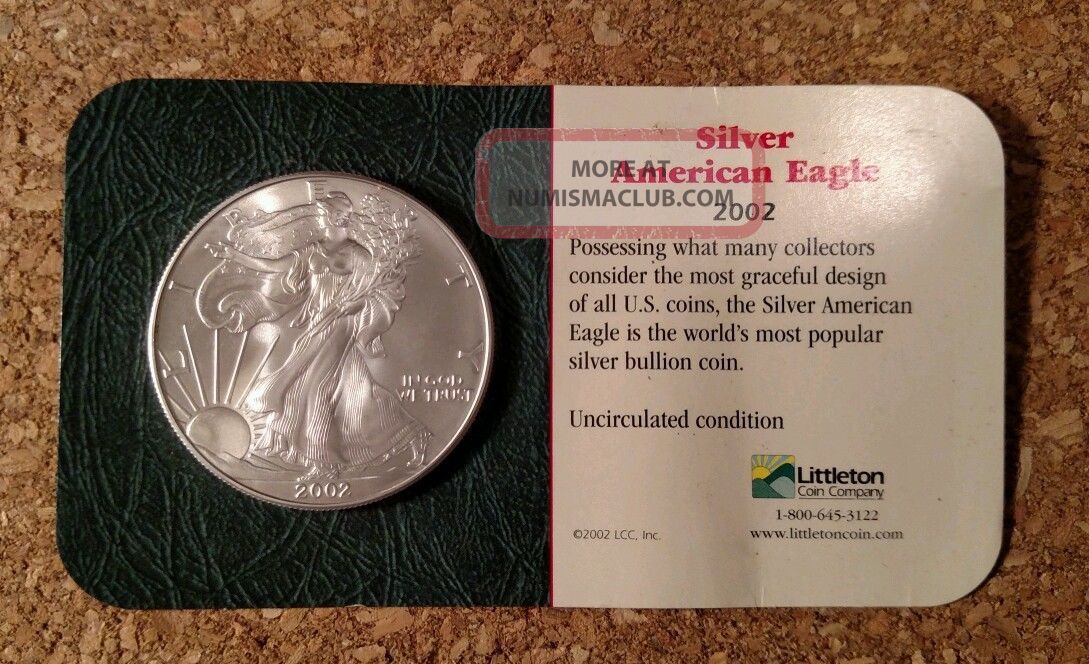 LIBERTY
IN GOD
WE TRUST
2002
Silver
American Eagle
2002
MORE AT
NUMISMACLUB.COM
Possessing what many collectors
consider the most graceful design
of all U.S. coins, the Silver American
Eagle is the world's most popular
silver bullion coin.
Uncirculated condition
Littleton
Coin Company
1-800-645-3122
©2002 LCC, Inc.
www.littletoncoin.com